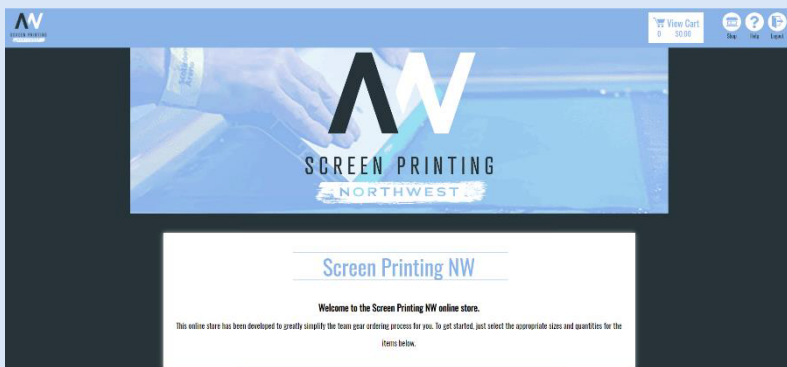 NW
SCREEN PRINTING
View Cart
0 $0.00
Shop Help Logout
NW
SCREEN PRINTING
NORTHWEST
Screen Printing NW
Welcome to the Screen Printing NW online store.
This online store has been developed to greatly simplify the team gear ordering process for you. To get started, just select the appropriate sizes and quantities for the
items below.